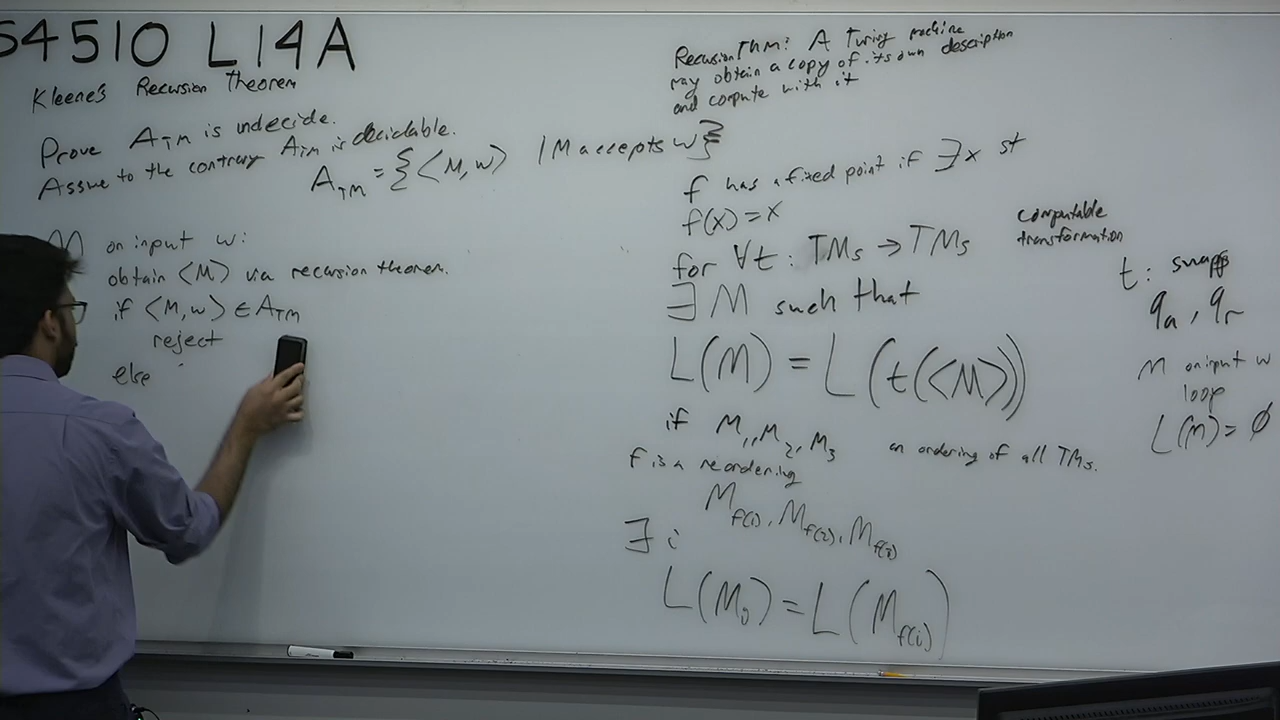 S4510 L14A
Kleene's Recursion Theorem
Prove A_TM is undecide.
Assume to the contrary A_TM is decidable.
A_TM = {<M, w> | M accepts w}
M on input w:
obtain <M> via recursion theorem.
if <M, w> ∈ A_TM
reject
else
Recursion Thm: A Turing machine
may obtain a copy of its own description
and compute with it
f has a fixed point if ∃x st
f(x) = x
for ∀t: TMs → TMs
computable
transformation
∃ M such that
L(M) = L(t(<M>))
if M_1, M_2, M_3 an ordering of all TMs.
f is a reordering
M_f(1), M_f(2), M_f(3)
∃ i
L(M_i) = L(M_f(i))
t: swaps
q_a, q_r
M on input w
loop
L(M) = ∅